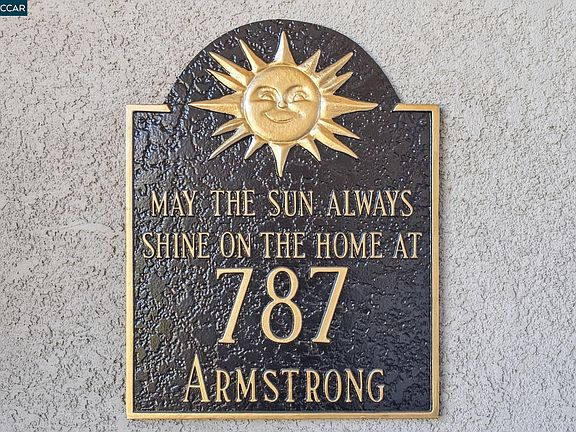 CCAR
MAY THE SUN ALWAYS
SHINE ON THE HOME AT
787
ARMSTRONG